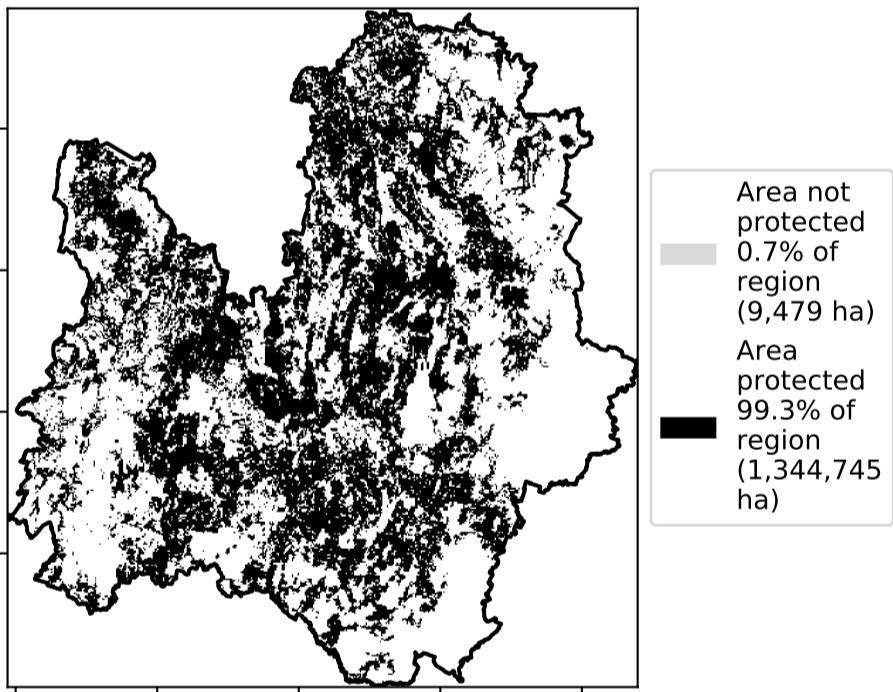 Area not
protected
0.7% of
region
(9,479 ha)
Area
protected
99.3% of
region
(1,344,745
ha)